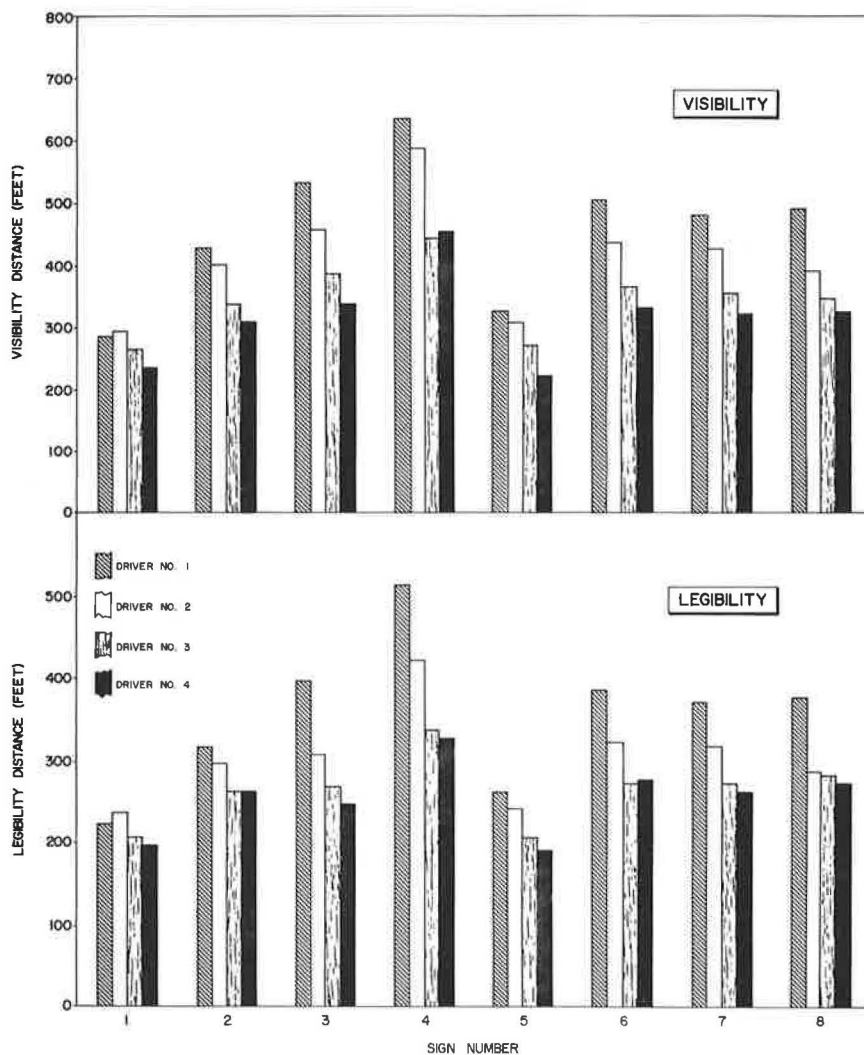 800
700
VISIBILITY
600
500
400
300
200
100
0
VISIBILITY DISTANCE (FEET)
DRIVER NO. 1
DRIVER NO. 2
DRIVER NO. 3
DRIVER NO. 4
LEGIBILITY
500
400
300
200
100
0
LEGIBILITY DISTANCE (FEET)
1 2 3 4 5 6 7 8
SIGN NUMBER